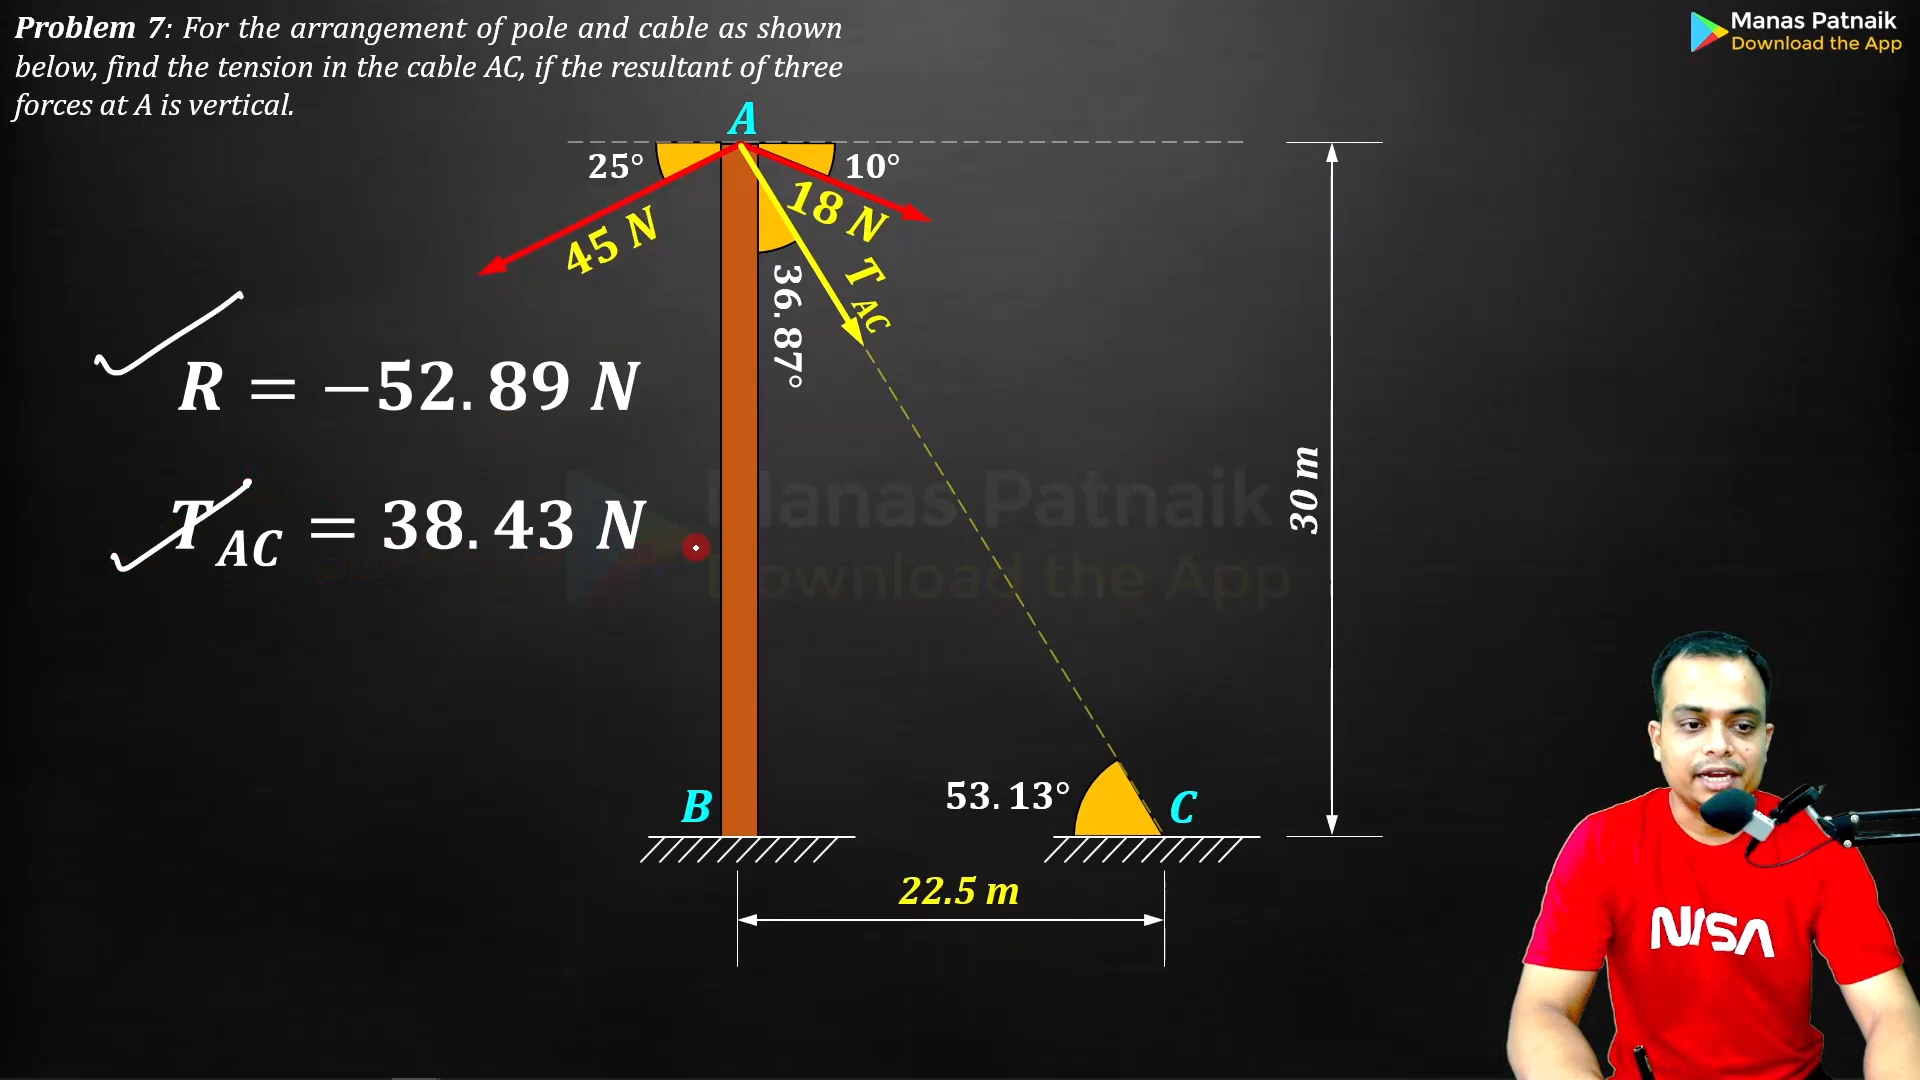 Problem 7: For the arrangement of pole and cable as shown
below, find the tension in the cable AC, if the resultant of three
forces at A is vertical.
Manas Patnaik
Download the App
A
25°
10°
45 N
18 N
T AC
36.87°
R = −52.89 N
T AC = 38.43 N
Manas Patnaik
Download the App
30 m
B
53.13°
C
22.5 m
NISA